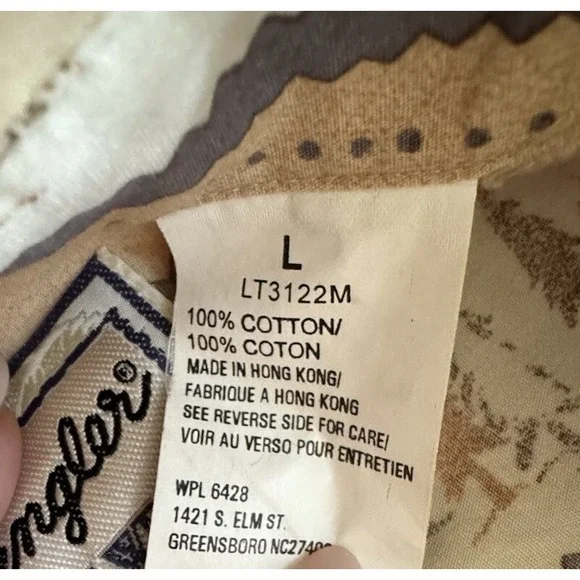 L
LT3122M
100% COTTON/
100% COTON
MADE IN HONG KONG/
FABRIQUE A HONG KONG
SEE REVERSE SIDE FOR CARE/
VOIR AU VERSO POUR ENTRETIEN
WPL 6428
1421 S. ELM ST.
GREENSBORO
ngler®